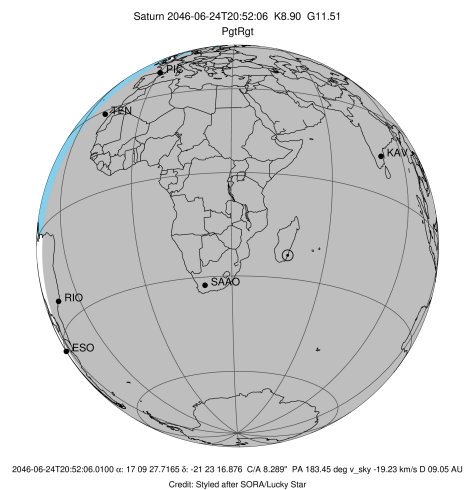 Saturn 2046-06-24T20:52:06 K8.90 G11.51
PgtRgt
PIC
TEN
KAV
SAAO
RIO
ESO
2046-06-24T20:52:06.0100 α: 17 09 27.7165 δ: -21 23 16.876 C/A 8.289" PA 183.45 deg v_sky -19.23 km/s D 09.05 AU
Credit: Styled after SORA/Lucky Star